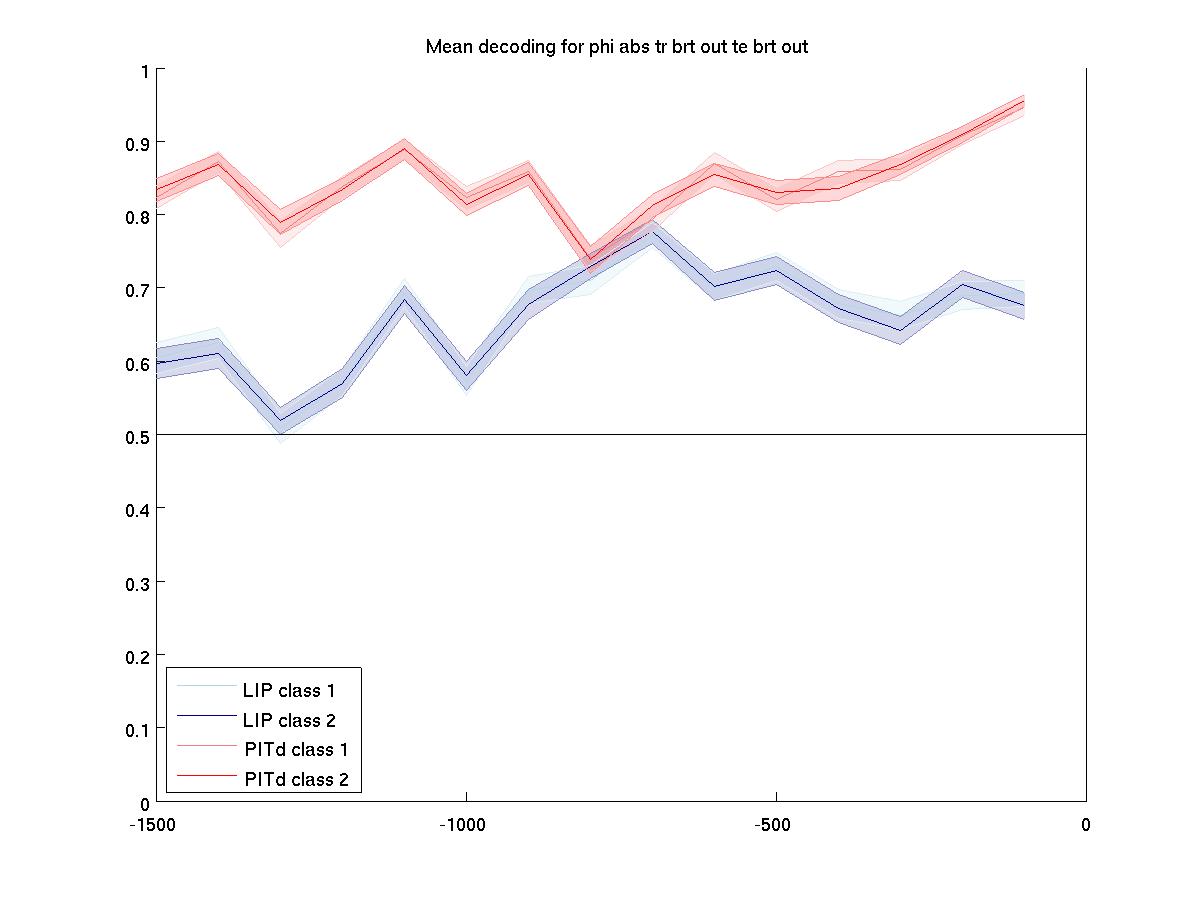 Mean decoding for phi abs tr brt out te brt out
1
0.9
0.8
0.7
0.6
0.5
0.4
0.3
0.2
0.1
0
LIP class 1
LIP class 2
PITd class 1
PITd class 2
-1500 -1000 -500 0